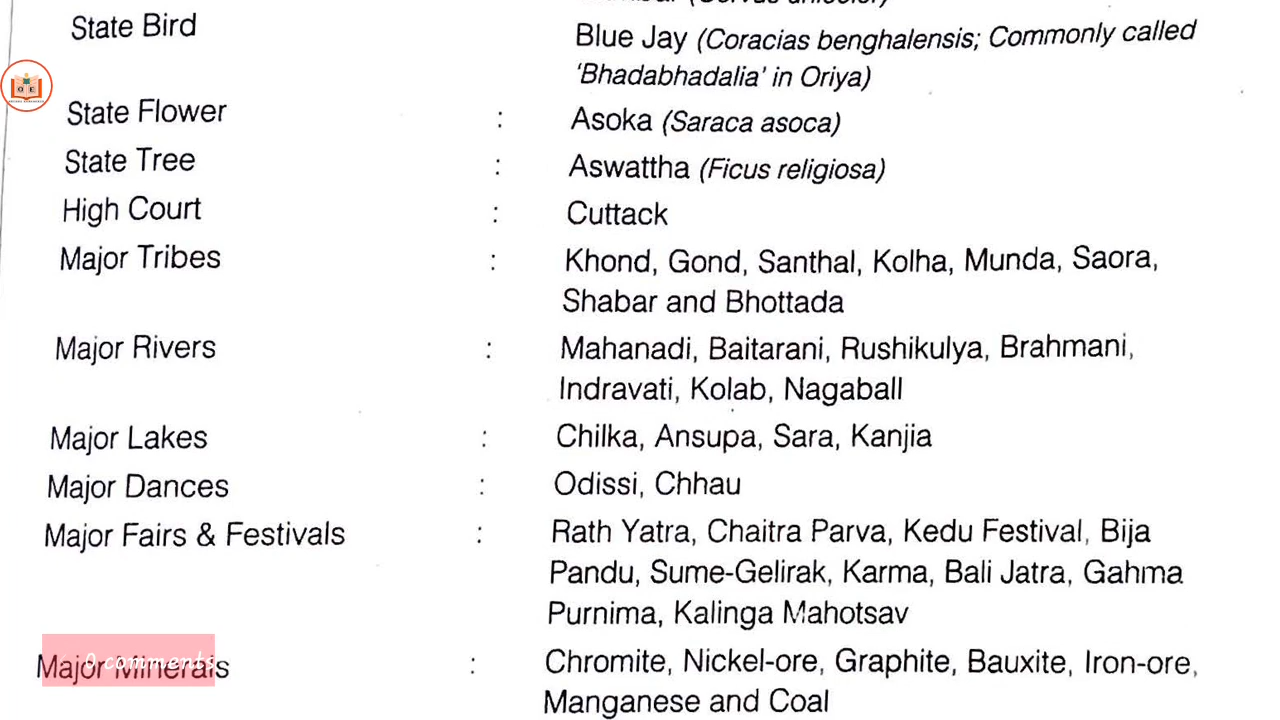 (Cervus unicolor)
State Bird
Blue Jay (Coracias benghalensis; Commonly called
'Bhadabhadalia' in Oriya)
O E
State Flower : Asoka (Saraca asoca)
State Tree : Aswattha (Ficus religiosa)
High Court : Cuttack
Major Tribes : Khond, Gond, Santhal, Kolha, Munda, Saora,
Shabar and Bhottada
Major Rivers : Mahanadi, Baitarani, Rushikulya, Brahmani,
Indravati, Kolab, Nagaball
Major Lakes : Chilka, Ansupa, Sara, Kanjia
Major Dances : Odissi, Chhau
Major Fairs & Festivals : Rath Yatra, Chaitra Parva, Kedu Festival, Bija
Pandu, Sume-Gelirak, Karma, Bali Jatra, Gahma
Purnima, Kalinga Mahotsav
0 comments
Major Minerals : Chromite, Nickel-ore, Graphite, Bauxite, Iron-ore,
Manganese and Coal